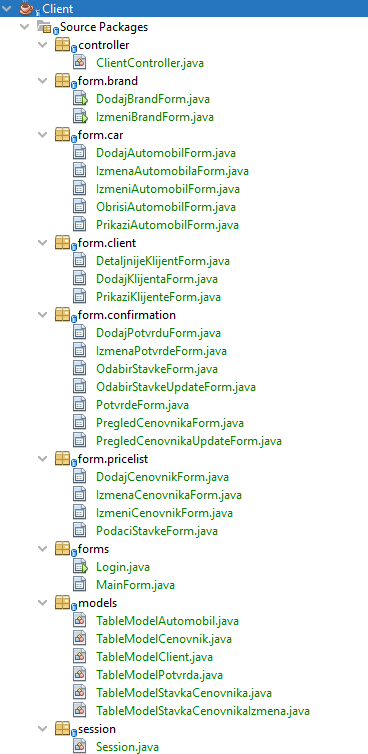 Client
Source Packages
controller
ClientController.java
form.brand
DodajBrandForm.java
IzmeniBrandForm.java
form.car
DodajAutomobilForm.java
IzmenaAutomobilaForm.java
IzmeniAutomobilForm.java
ObrisiAutomobilForm.java
PrikaziAutomobilForm.java
form.client
DetaljnijeKlijentForm.java
DodajKlijentaForm.java
PrikaziKlijenteForm.java
form.confirmation
DodajPotvrduForm.java
IzmenaPotvrdeForm.java
OdabirStavkeForm.java
OdabirStavkeUpdateForm.java
PotvrdeForm.java
PregledCenovnikaForm.java
PregledCenovnikaUpdateForm.java
form.pricelist
DodajCenovnikForm.java
IzmenaCenovnikaForm.java
IzmeniCenovnikForm.java
PodaciStavkeForm.java
forms
Login.java
MainForm.java
models
TableModelAutomobil.java
TableModelCenovnik.java
TableModelClient.java
TableModelPotvrda.java
TableModelStavkaCenovnika.java
TableModelStavkaCenovnikaIzmena.java
session
Session.java